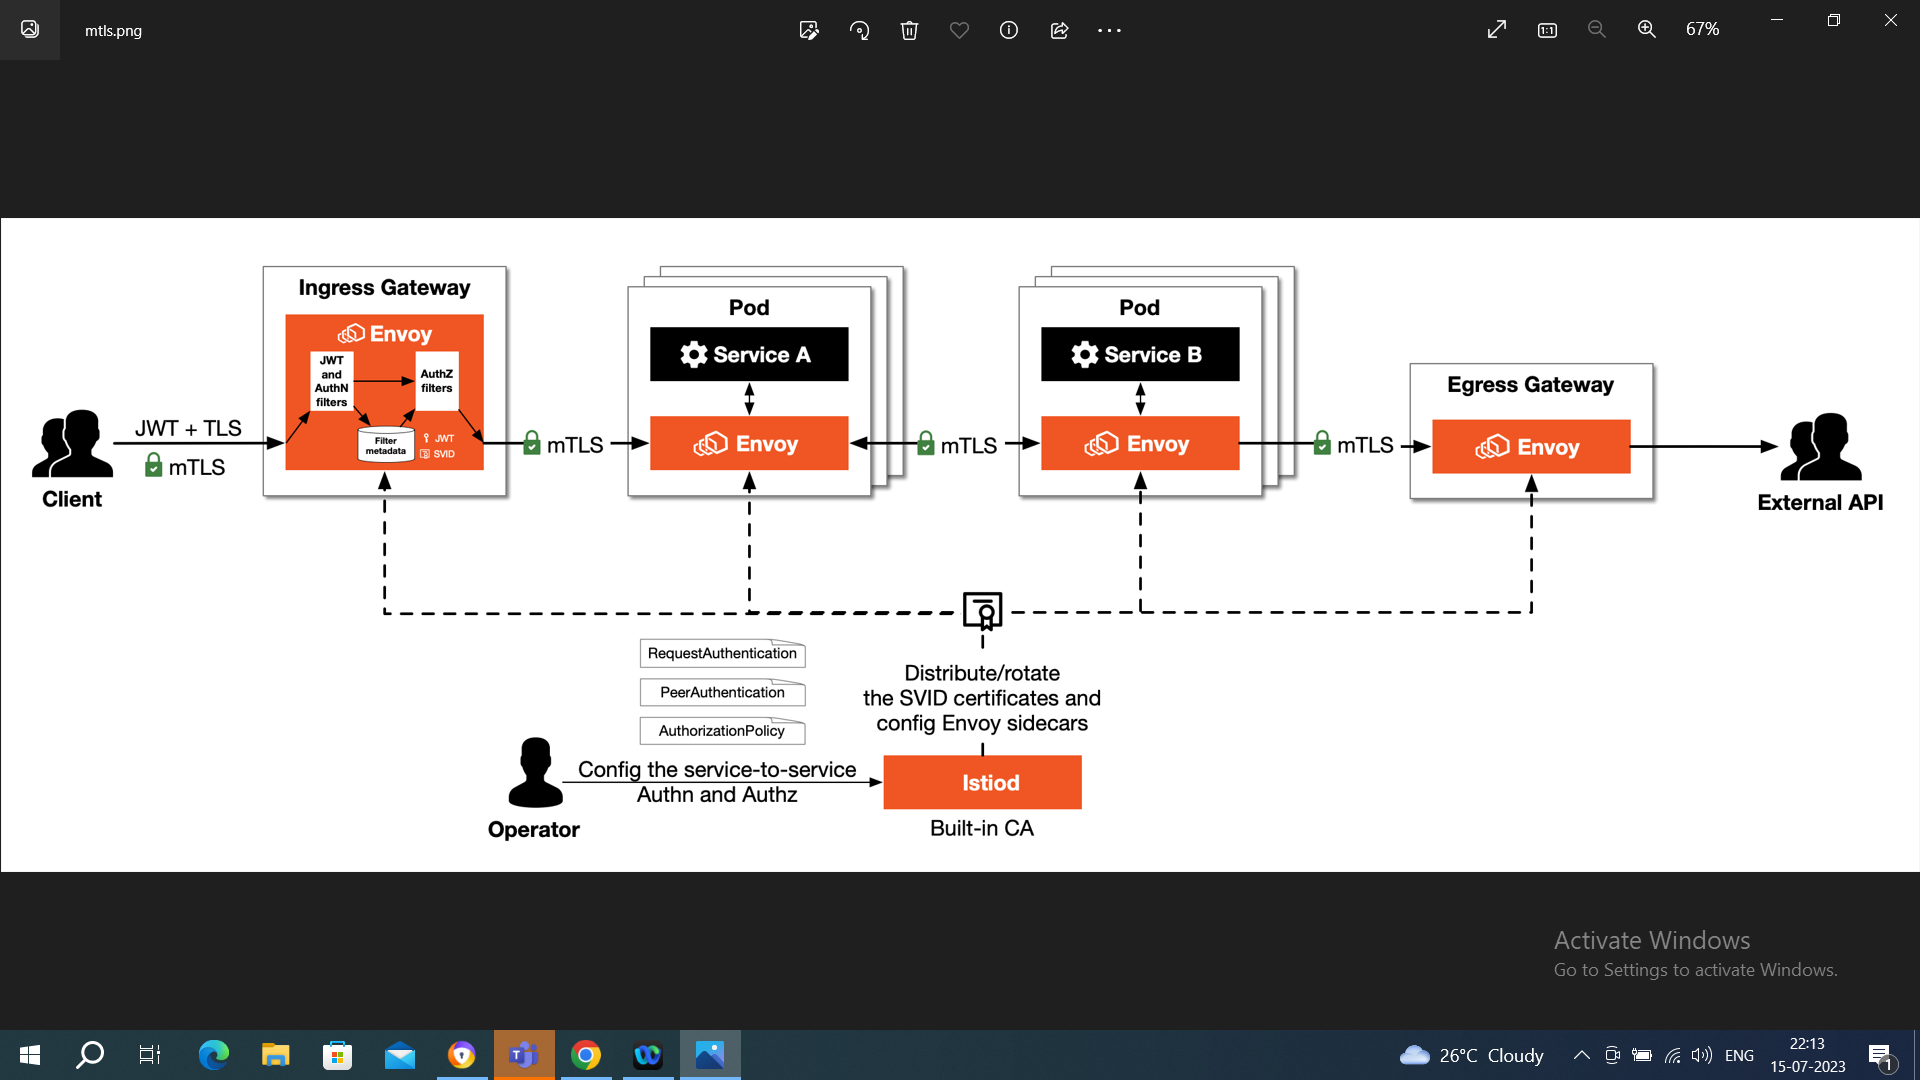 mtls.png
67%
Ingress Gateway
Envoy
JWT
and
AuthN
filters
AuthZ
filters
Filter
metadata
JWT
SVID
Pod
Service A
Envoy
Pod
Service B
Envoy
Egress Gateway
Envoy
JWT + TLS
mTLS
Client
mTLS
mTLS
mTLS
External API
RequestAuthentication
PeerAuthentication
AuthorizationPolicy
Distribute/rotate
the SVID certificates and
config Envoy sidecars
Config the service-to-service
Authn and Authz
Operator
Istiod
Built-in CA
Activate Windows
Go to Settings to activate Windows.
26°C Cloudy
ENG
22:13
15-07-2023
1